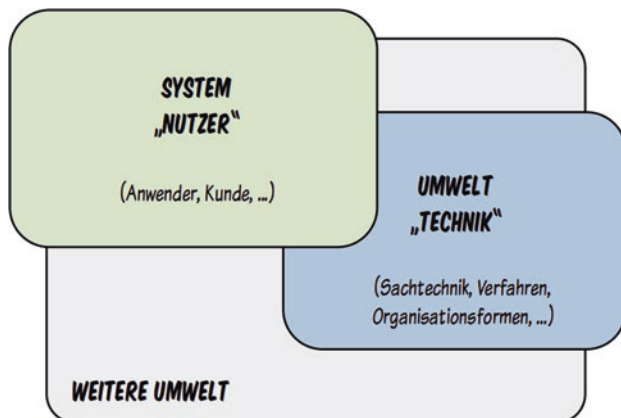 SYSTEM
„NUTZER“
(Anwender, Kunde, ...)
UMWELT
„TECHNIK“
(Sachtechnik, Verfahren,
Organisationsformen, ...)
WEITERE UMWELT